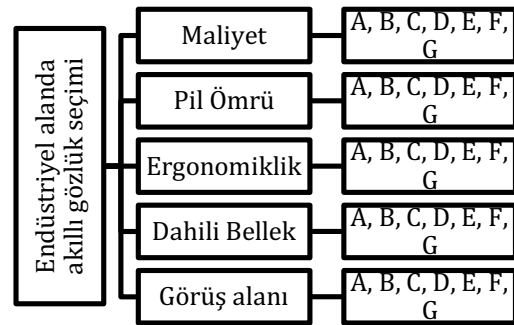 Endüstriyel alanda
akıllı gözlük seçimi
Maliyet
A, B, C, D, E, F,
G
Pil Ömrü
A, B, C, D, E, F,
G
Ergonomiklik
A, B, C, D, E, F,
G
Dahili Bellek
A, B, C, D, E, F,
G
Görüş alanı
A, B, C, D, E, F,
G